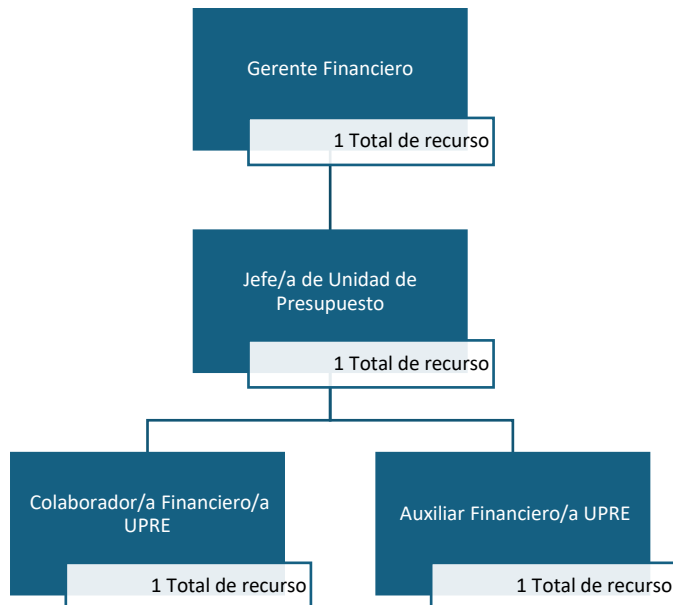 Gerente Financiero
1 Total de recurso
Jefe/a de Unidad de
Presupuesto
1 Total de recurso
Colaborador/a Financiero/a
UPRE
1 Total de recurso
Auxiliar Financiero/a UPRE
1 Total de recurso